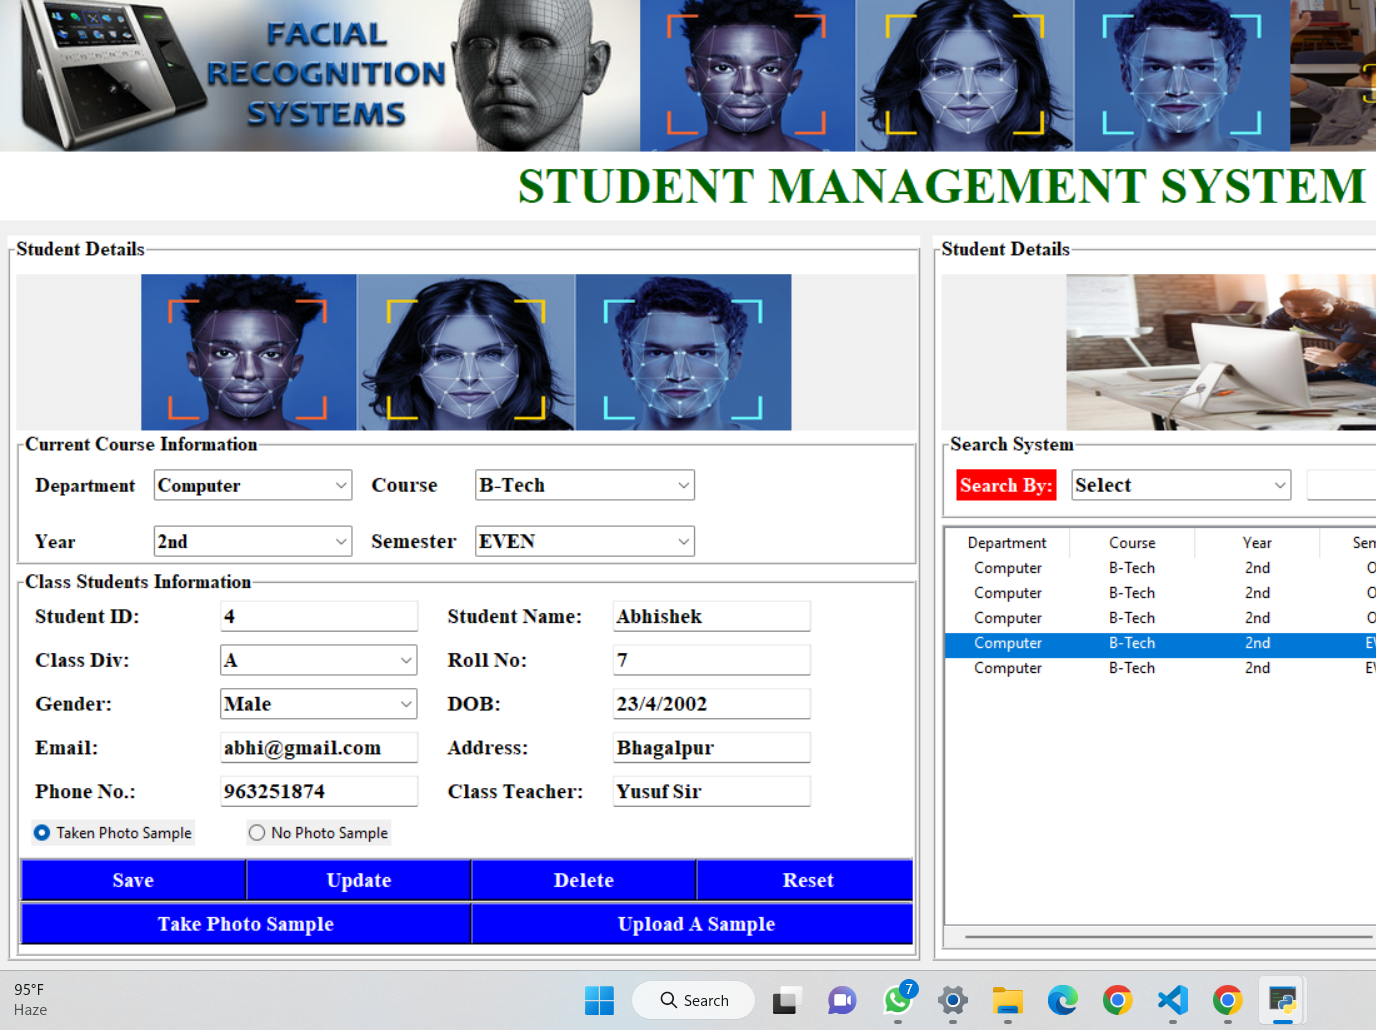 FACIAL
RECOGNITION
SYSTEMS
STUDENT MANAGEMENT SYSTEM
Student Details
Current Course Information
Department Computer Course B-Tech
Year 2nd Semester EVEN
Class Students Information
Student ID: 4 Student Name: Abhishek
Class Div: A Roll No: 7
Gender: Male DOB: 23/4/2002
Email: abhi@gmail.com Address: Bhagalpur
Phone No.: 963251874 Class Teacher: Yusuf Sir
Taken Photo Sample No Photo Sample
Save Update Delete Reset
Take Photo Sample Upload A Sample
Student Details
Search System
Search By: Select
Department Course Year
Computer B-Tech 2nd
Computer B-Tech 2nd
Computer B-Tech 2nd
Computer B-Tech 2nd
Computer B-Tech 2nd
95°F
Haze
Search
7